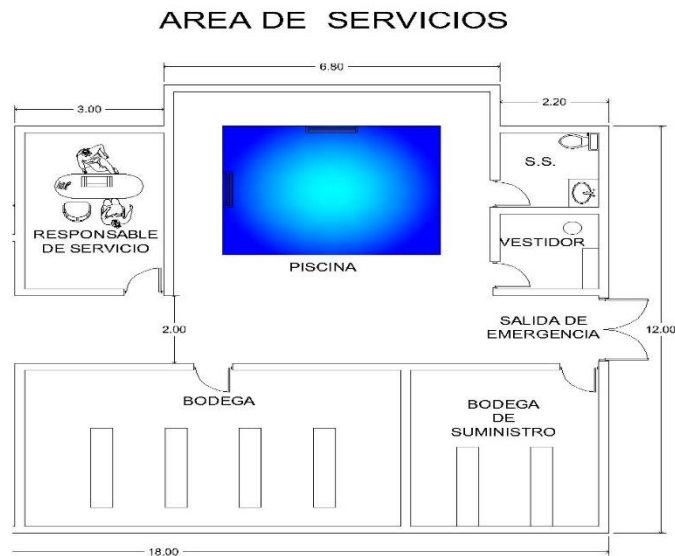 AREA DE SERVICIOS
6.80
3.00
2.20
S.S.
RESPONSABLE
DE SERVICIO
VESTIDOR
PISCINA
SALIDA DE
EMERGENCIA
2.00
12.00
BODEGA
BODEGA
DE
SUMINISTRO
18.00